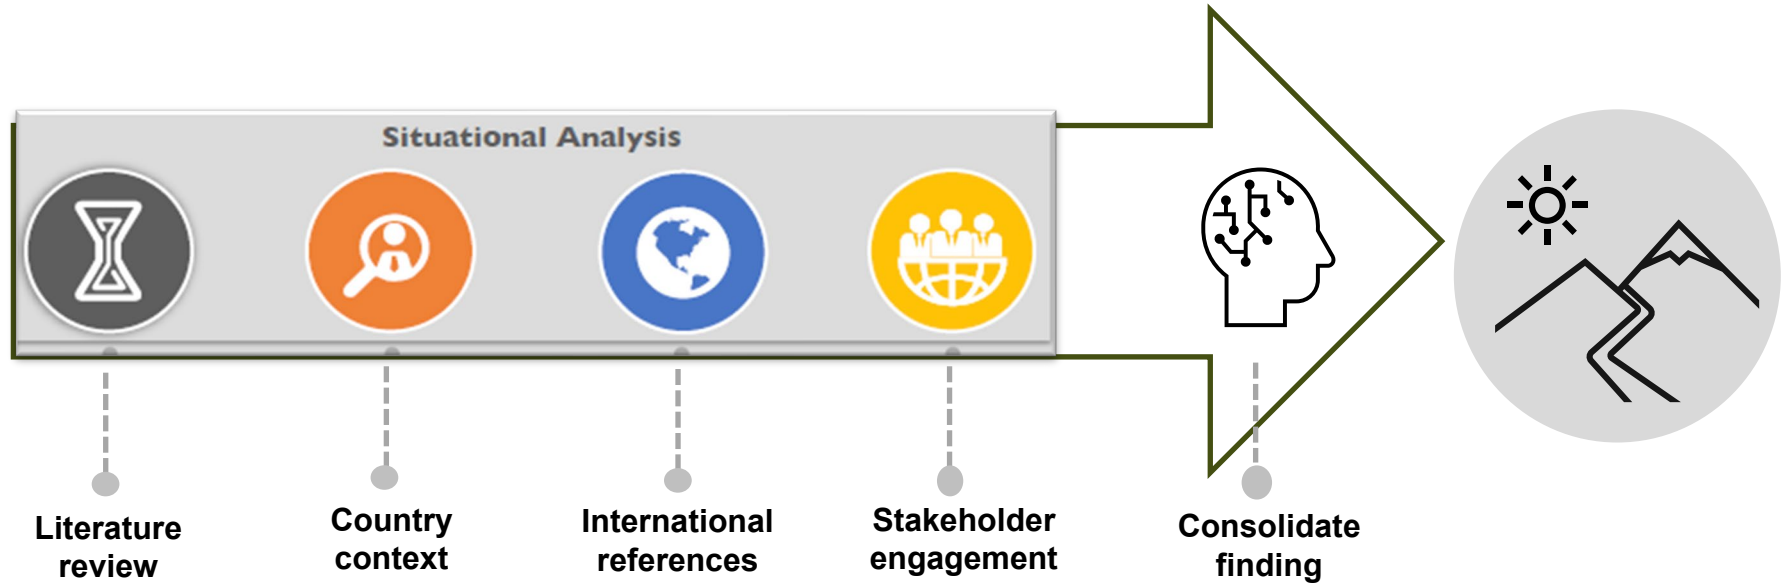 Situational Analysis
Literature
review
Country
context
International
references
Stakeholder
engagement
Consolidate
finding